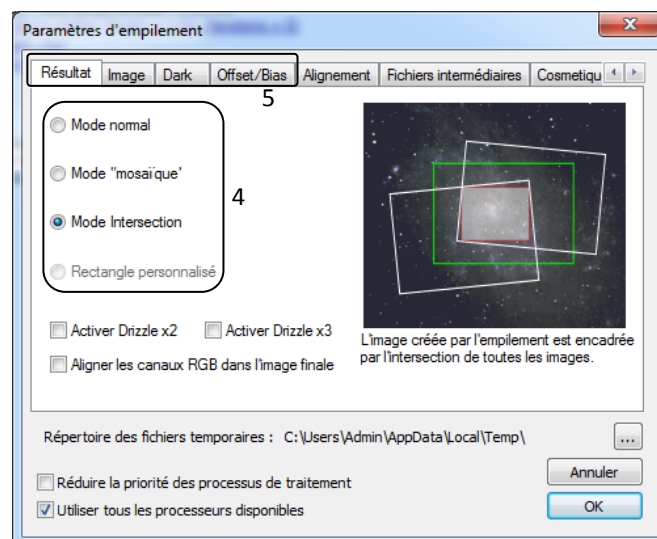 Paramètres d'empilement
Résultat Image Dark Offset/Bias Alignement Fichiers intermédiaires Cosmetiqu
5
Mode normal
Mode "mosaïque'
4
Mode Intersection
Rectangle personnalisé
Activer Drizzle x2 Activer Drizzle x3
Aligner les canaux RGB dans l'image finale
L'image créée par l'empilement est encadrée
par l'intersection de toutes les images.
Répertoire des fichiers temporaires : C:\Users\Admin\AppData\Local\Temp\
...
Réduire la priorité des processus de traitement
Annuler
Utiliser tous les processeurs disponibles
OK